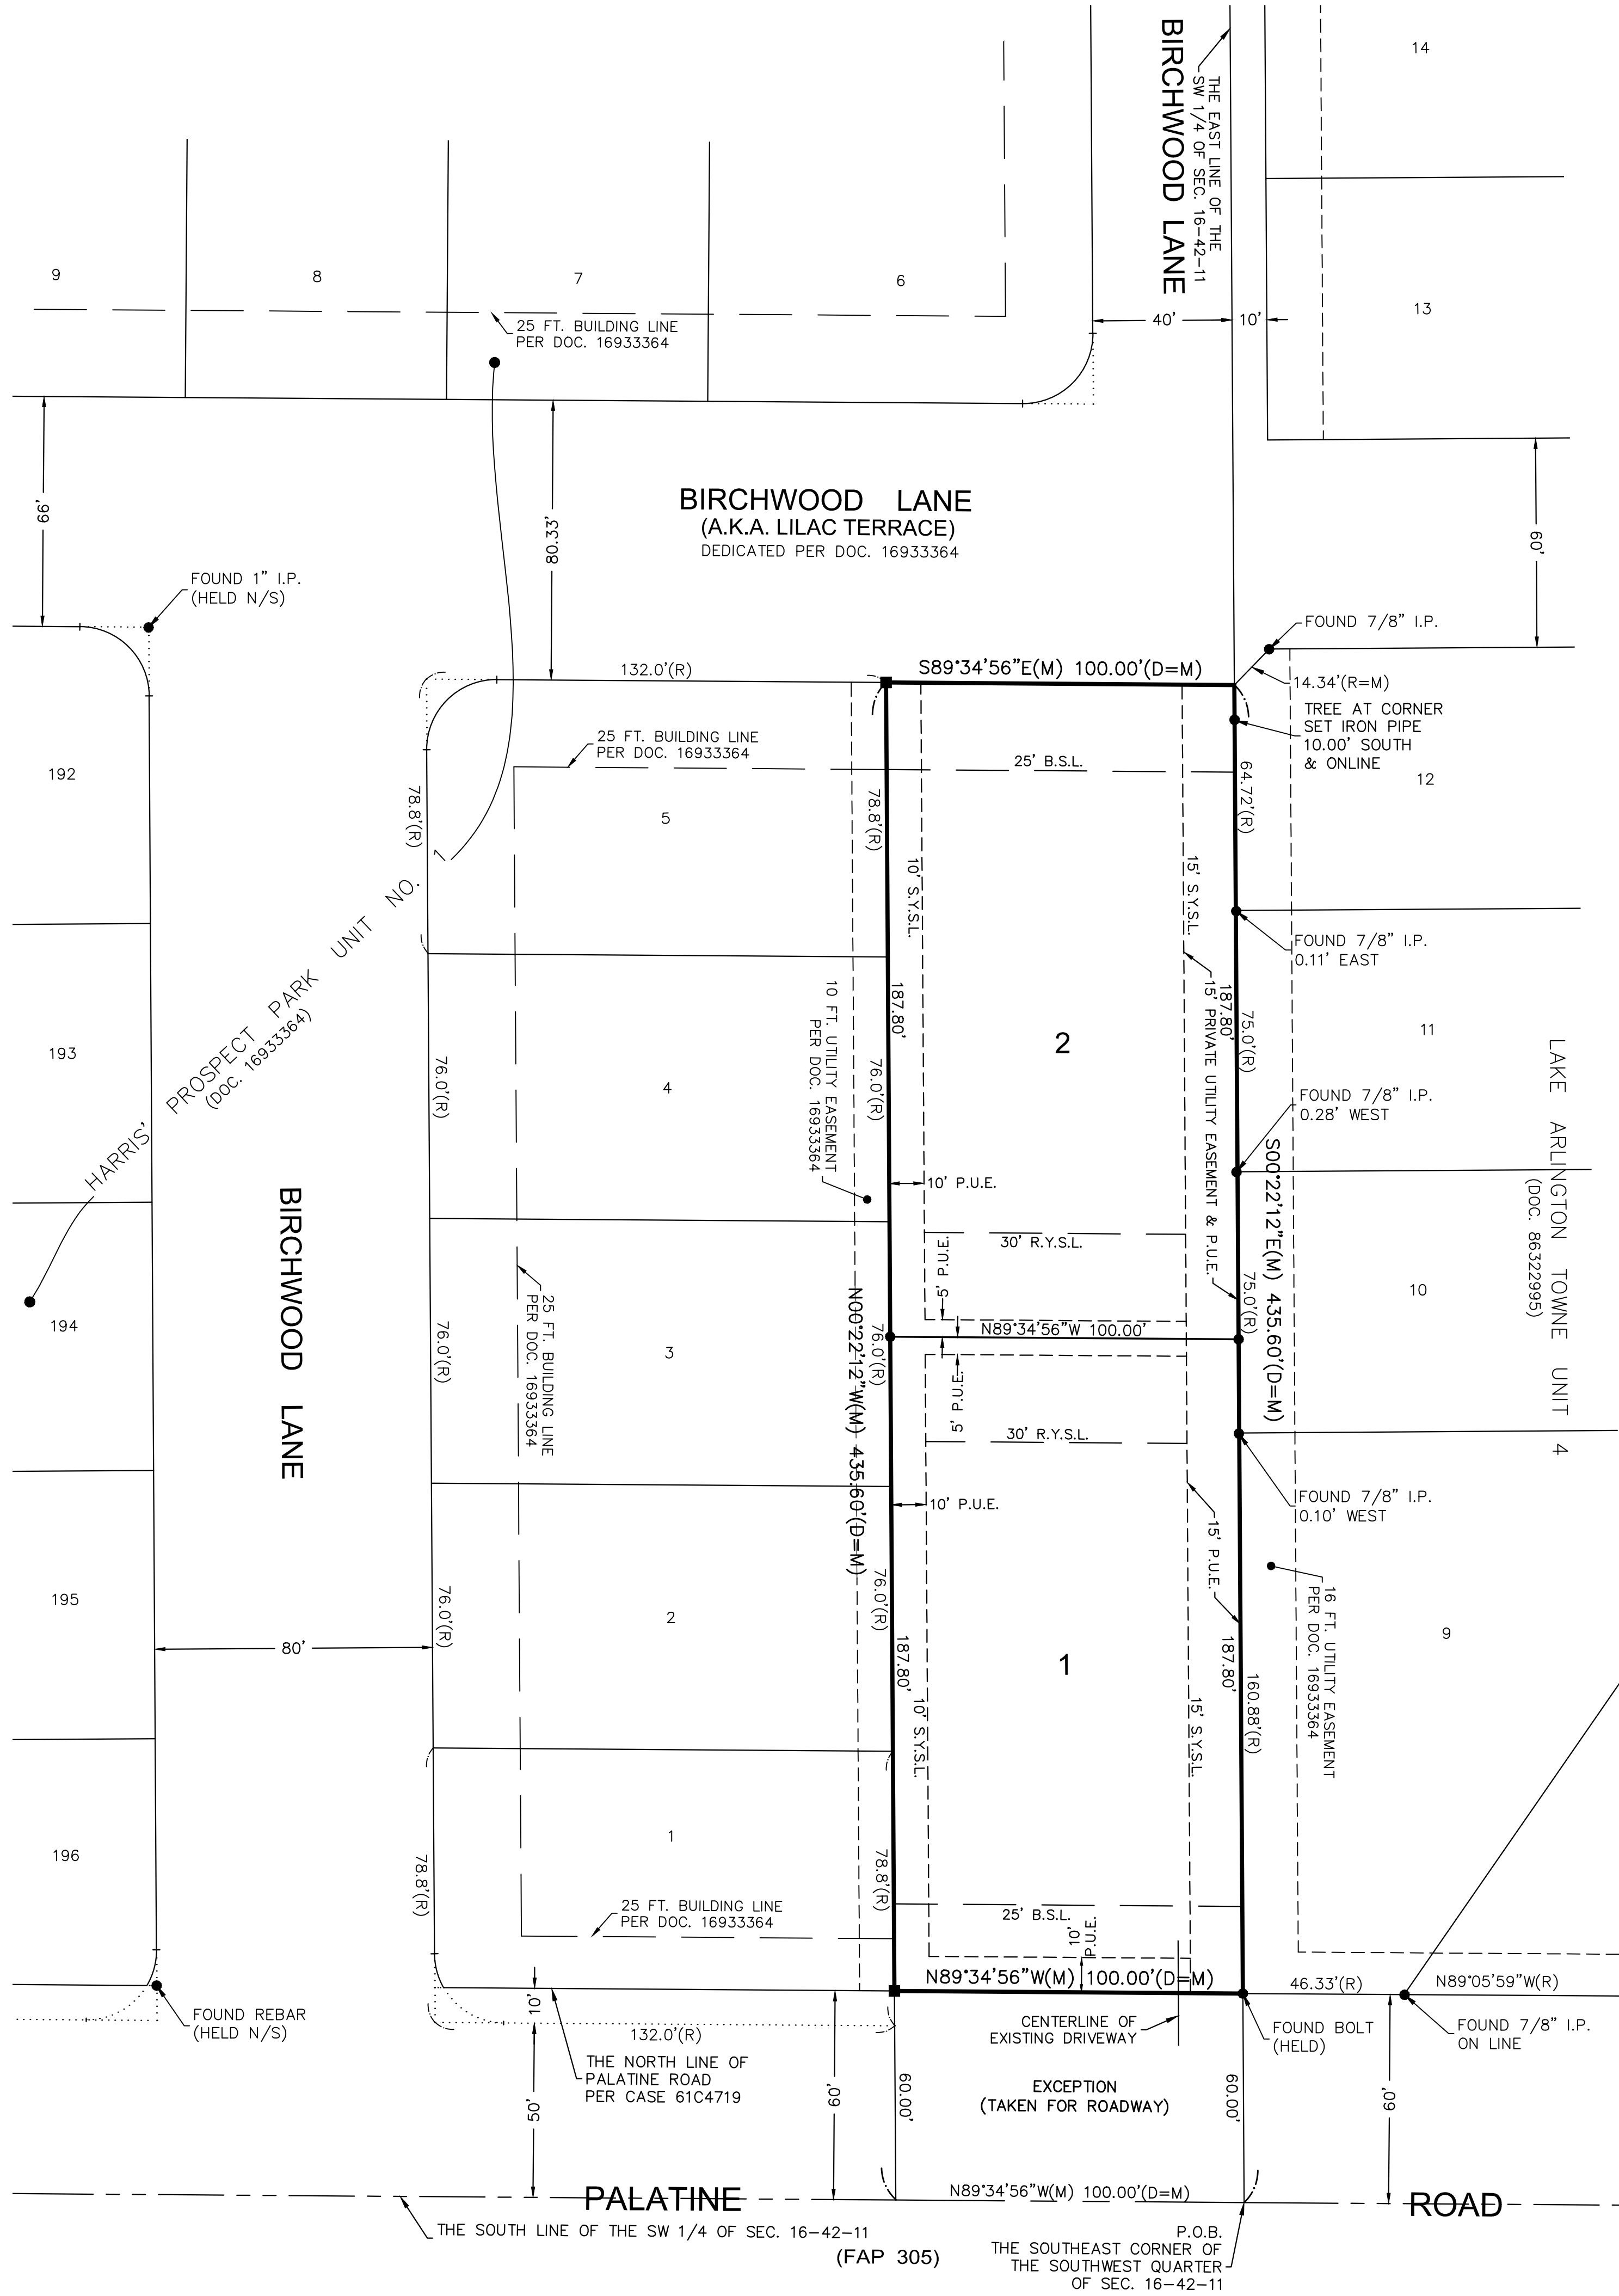 BIRCHWOOD LANE
THE EAST LINE OF THE
SW 1/4 OF SEC. 16-42-11
14
13
9
8
7
6
25 FT. BUILDING LINE
PER DOC. 16933364
40'
10'
66'
80.33'
60'
BIRCHWOOD LANE
(A.K.A. LILAC TERRACE)
DEDICATED PER DOC. 16933364
FOUND 1" I.P.
(HELD N/S)
FOUND 7/8" I.P.
132.0'(R)
S89°34'56"E(M) 100.00'(D=M)
14.34'(R=M)
TREE AT CORNER
SET IRON PIPE
10.00' SOUTH
& ONLINE
25 FT. BUILDING LINE
PER DOC. 16933364
25' B.S.L.
192
78.8'(R)
5
78.8'(R)
64.72'(R)
12
10' S.Y.S.L.
15' S.Y.S.L.
HARRIS' PROSPECT PARK UNIT NO. 1
(DOC. 16933364)
FOUND 7/8" I.P.
0.11' EAST
193
76.0'(R)
4
10 FT. UTILITY EASEMENT
PER DOC. 16933364
76.0'(R)
187.80'
2
15' PRIVATE UTILITY EASEMENT & P.U.E.
187.80'
75.0'(R)
11
LAKE ARLINGTON TOWNE UNIT 4
(DOC. 86322995)
FOUND 7/8" I.P.
0.28' WEST
10' P.U.E.
30' R.Y.S.L.
BIRCHWOOD LANE
194
76.0'(R)
25 FT. BUILDING LINE
PER DOC. 16933364
3
76.0'(R)
N00°22'12"W(M) 435.60'(D=M)
5' P.U.E.
N89°34'56"W 100.00'
5' P.U.E.
75.0'(R)
S00°22'12"E(M) 435.60'(D=M)
10
30' R.Y.S.L.
10' P.U.E.
15' P.U.E.
FOUND 7/8" I.P.
0.10' WEST
195
80'
76.0'(R)
2
76.0'(R)
187.80'
10' S.Y.S.L.
1
15' S.Y.S.L.
187.80'
160.88'(R)
16 FT. UTILITY EASEMENT
PER DOC. 16933364
9
196
78.8'(R)
1
78.8'(R)
25 FT. BUILDING LINE
PER DOC. 16933364
25' B.S.L.
10'
P.U.E.
N89°34'56"W(M) 100.00'(D=M)
46.33'(R)
N89°05'59"W(R)
FOUND REBAR
(HELD N/S)
10'
132.0'(R)
CENTERLINE OF
EXISTING DRIVEWAY
FOUND BOLT
(HELD)
FOUND 7/8" I.P.
ON LINE
THE NORTH LINE OF
PALATINE ROAD
PER CASE 61C4719
50'
60'
60.00'
EXCEPTION
(TAKEN FOR ROADWAY)
60.00'
60'
N89°34'56"W(M) 100.00'(D=M)
PALATINE ROAD
THE SOUTH LINE OF THE SW 1/4 OF SEC. 16-42-11
(FAP 305)
P.O.B.
THE SOUTHEAST CORNER OF
THE SOUTHWEST QUARTER
OF SEC. 16-42-11